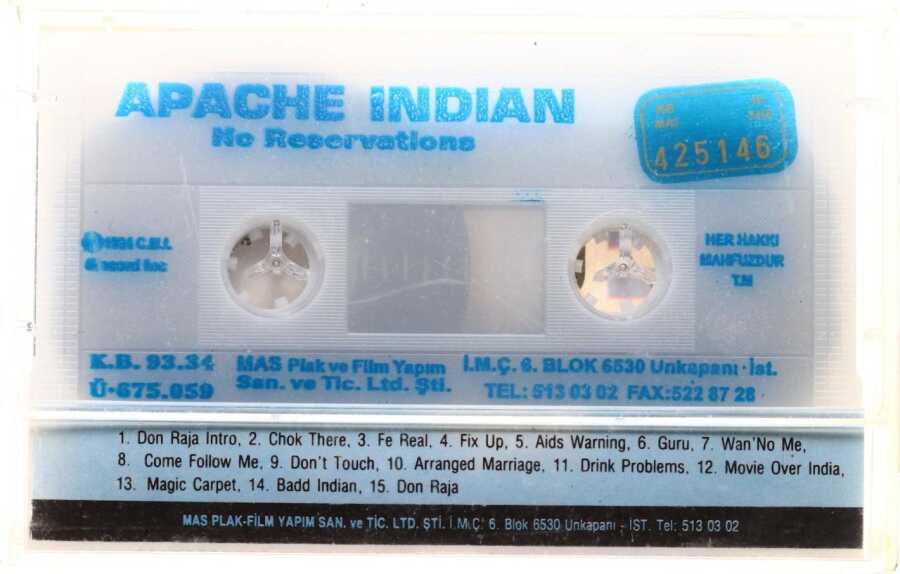 APACHE INDIAN
No Reservations
425146
HER HAKKI
MAHFUZDUR
T.M
K.B. 93.34
Ü-675.059
MAS Plak ve Film Yapım
San. ve Tic. Ltd. Şti.
İ.M.Ç. 6. BLOK 6530 Unkapanı - İst.
TEL: 513 03 02 FAX:522 87 28
1. Don Raja Intro, 2. Chok There, 3. Fe Real, 4. Fix Up, 5. Aids Warning, 6. Guru, 7. Wan'No Me,
8. Come Follow Me, 9. Don't Touch, 10. Arranged Marriage, 11. Drink Problems, 12. Movie Over India,
13. Magic Carpet, 14. Badd Indian, 15. Don Raja
MAS PLAK-FİLM YAPIM SAN. ve TİC. LTD. ŞTİ. İ.M.Ç. 6. Blok 6530 Unkapanı - İST. Tel: 513 03 02